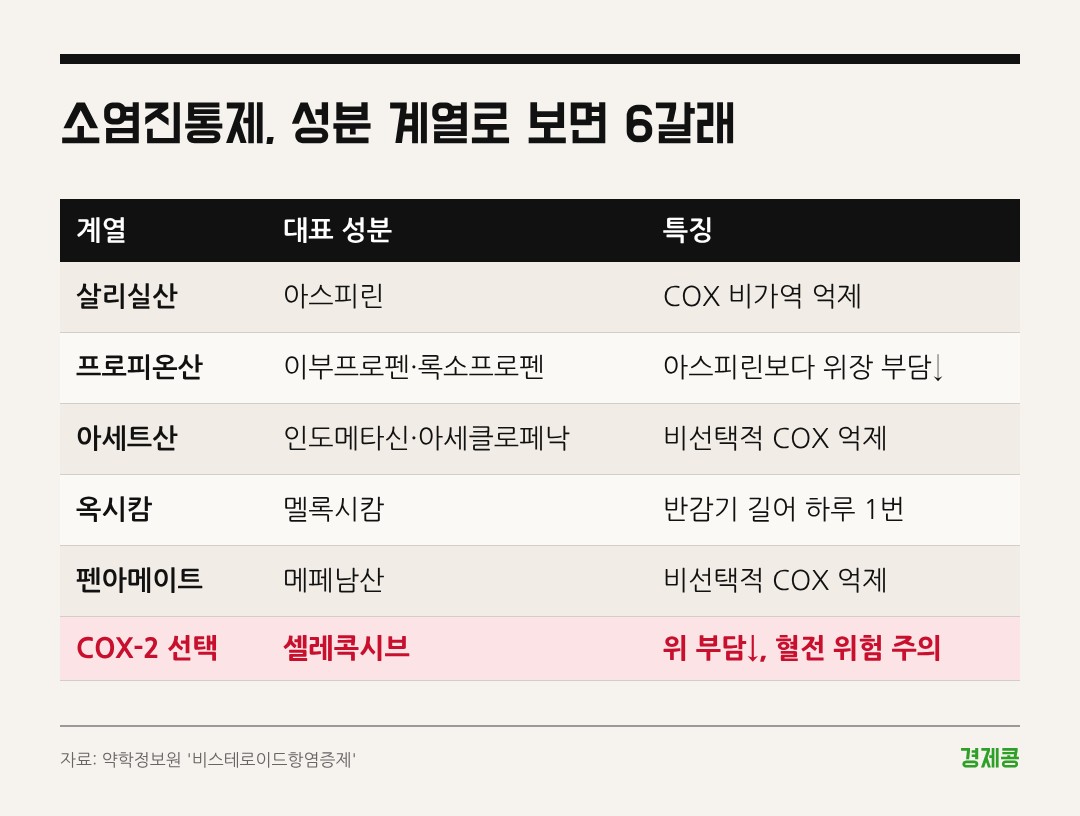 소염진통제, 성분 계열로 보면 6갈래
계열 대표 성분 특징
살리실산 아스피린 COX 비가역 억제
프로피온산 이부프로펜·록소프로펜 아스피린보다 위장 부담↓
아세트산 인도메타신·아세클로페낙 비선택적 COX 억제
옥시캄 멜록시캄 반감기 길어 하루 1번
펜아메이트 메페남산 비선택적 COX 억제
COX-2 선택 셀레콕시브 위 부담↓, 혈전 위험 주의
자료: 약학정보원 '비스테로이드항염증제'
경제콩